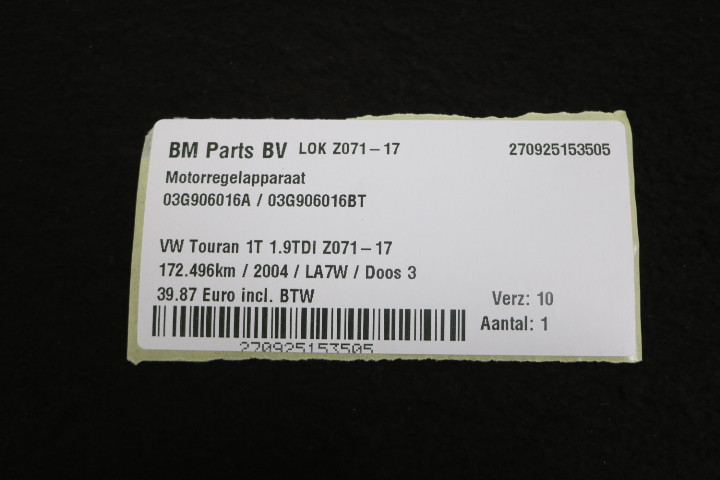 BM Parts BV LOK Z071-17 270925153505
Motorregelapparaat
03G906016A / 03G906016BT
VW Touran 1T 1.9TDI Z071-17
172.496km / 2004 / LA7W / Doos 3
39.87 Euro incl. BTW Verz: 10
Aantal: 1
270925153505